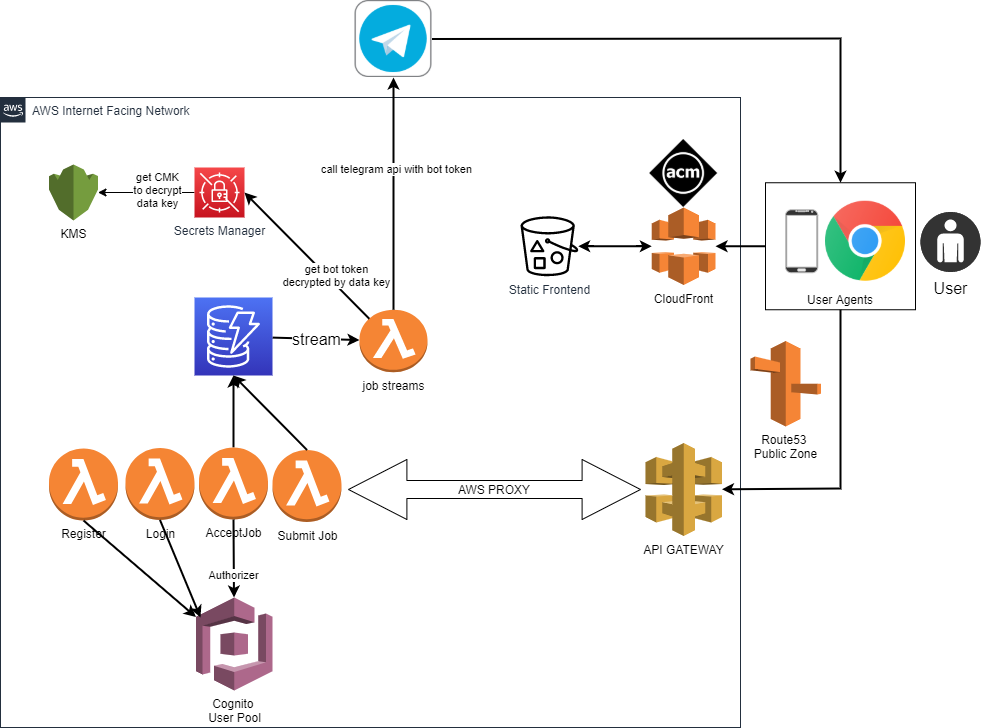 aws
AWS Internet Facing Network
call telegram api with bot token
get CMK
to decrypt
data key
KMS
Secrets Manager
get bot token
decrypted by data key
acm
Static Frontend
CloudFront
User Agents
User
stream
job streams
Route53
Public Zone
Register
Login
AcceptJob
Submit Job
AWS PROXY
API GATEWAY
Authorizer
Cognito
User Pool